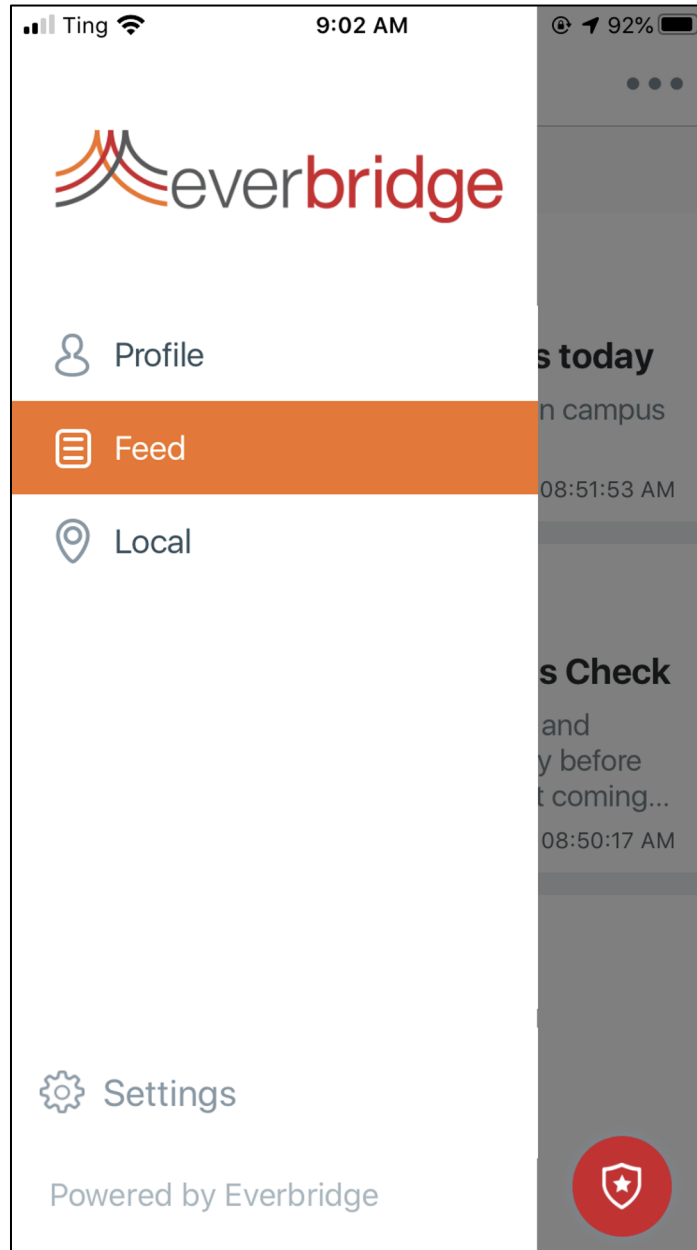 Ting 9:02 AM 92%
everbridge
Profile
s today
n campus
Feed
08:51:53 AM
Local
s Check
and
y before
t coming...
08:50:17 AM
Settings
Powered by Everbridge